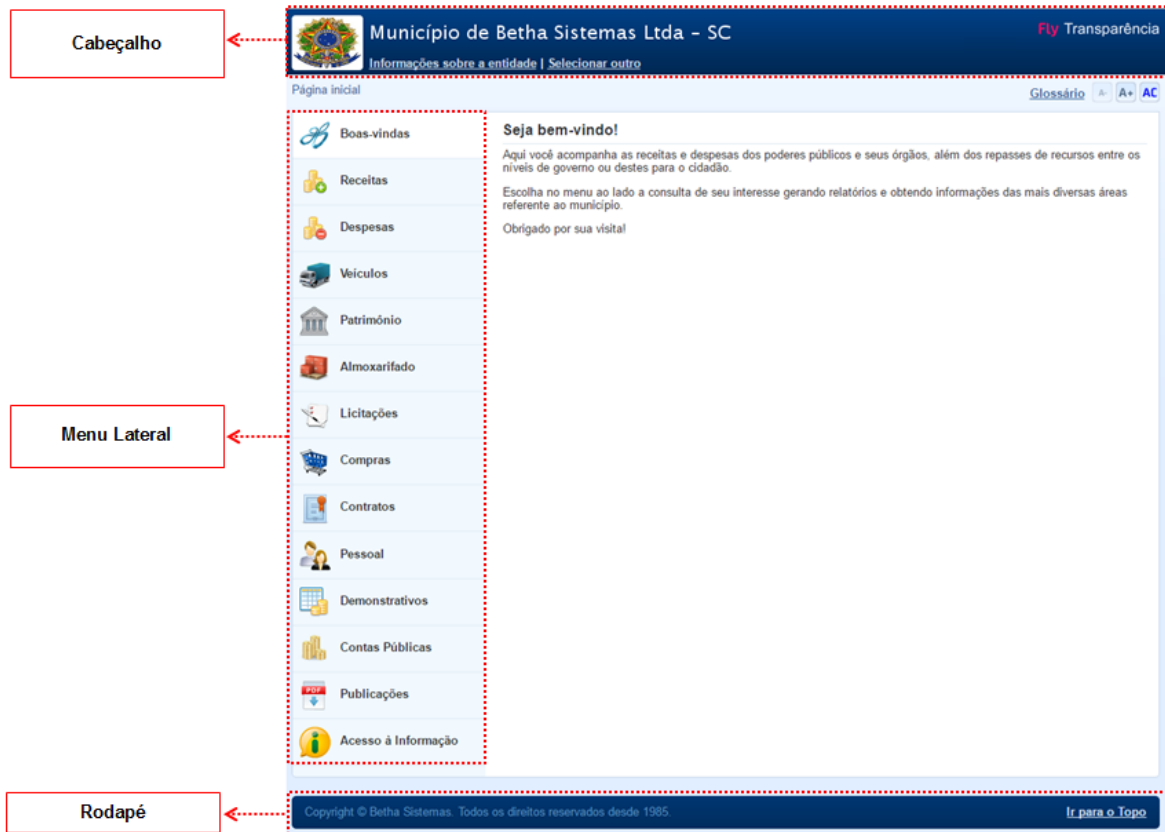 Cabeçalho
Município de Betha Sistemas Ltda – SC
Fly Transparência
Informações sobre a entidade | Selecionar outro
Página inicial
Glossário A- A+ AC
Boas-vindas
Receitas
Despesas
Veículos
Patrimônio
Almoxarifado
Licitações
Compras
Contratos
Pessoal
Demonstrativos
Contas Públicas
PDF
Publicações
Acesso à Informação
Seja bem-vindo!
Aqui você acompanha as receitas e despesas dos poderes públicos e seus órgãos, além dos repasses de recursos entre os
níveis de governo ou destes para o cidadão.
Escolha no menu ao lado a consulta de seu interesse gerando relatórios e obtendo informações das mais diversas áreas
referente ao município.
Obrigado por sua visita!
Menu Lateral
Rodapé
Copyright © Betha Sistemas. Todos os direitos reservados desde 1985.
Ir para o Topo